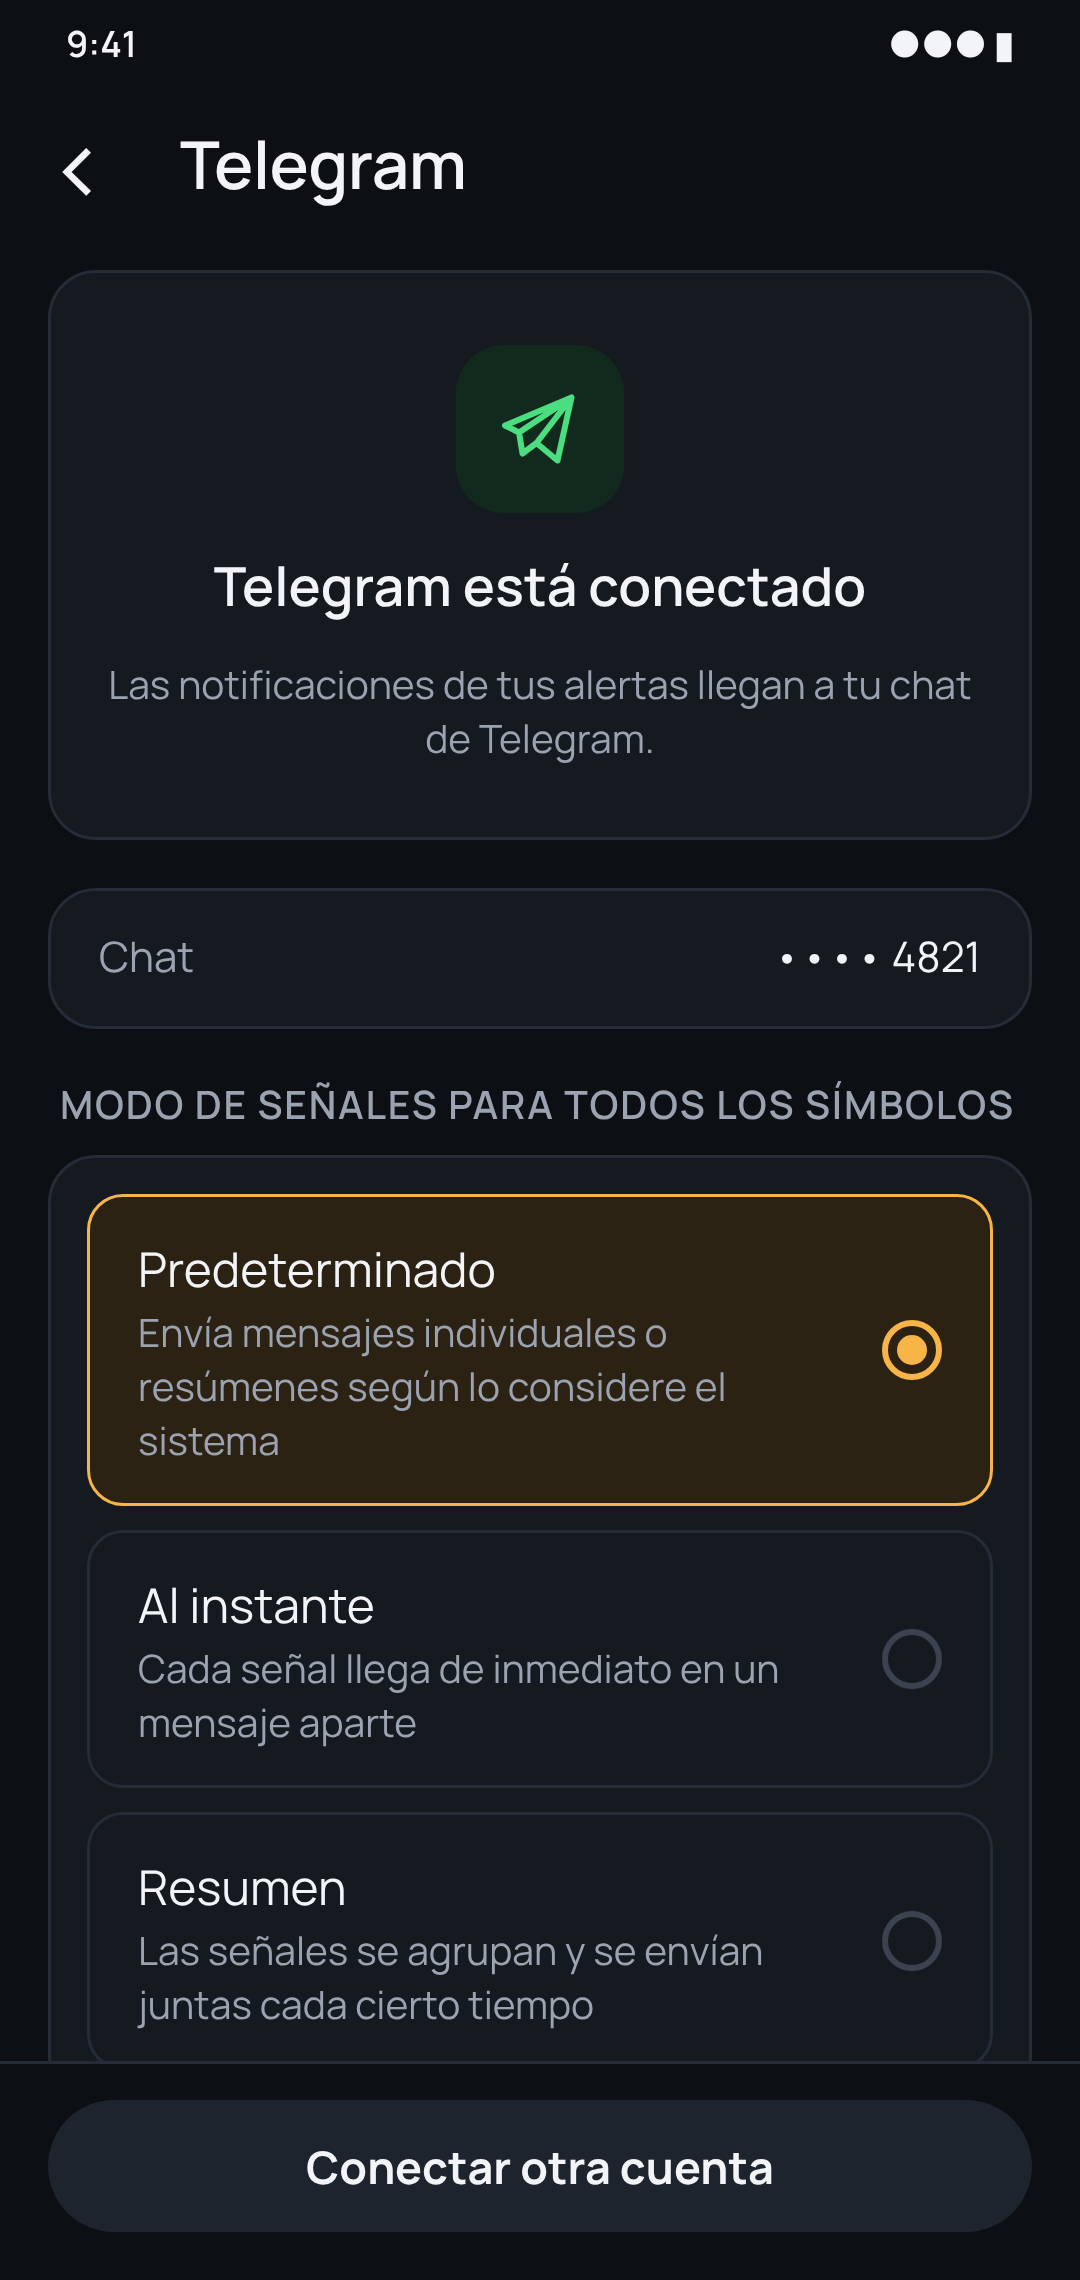 9:41
Telegram
Telegram está conectado
Las notificaciones de tus alertas llegan a tu chat
de Telegram.
Chat
•••• 4821
MODO DE SEÑALES PARA TODOS LOS SÍMBOLOS
Predeterminado
Envía mensajes individuales o
resúmenes según lo considere el
sistema
Al instante
Cada señal llega de inmediato en un
mensaje aparte
Resumen
Las señales se agrupan y se envían
juntas cada cierto tiempo
Conectar otra cuenta